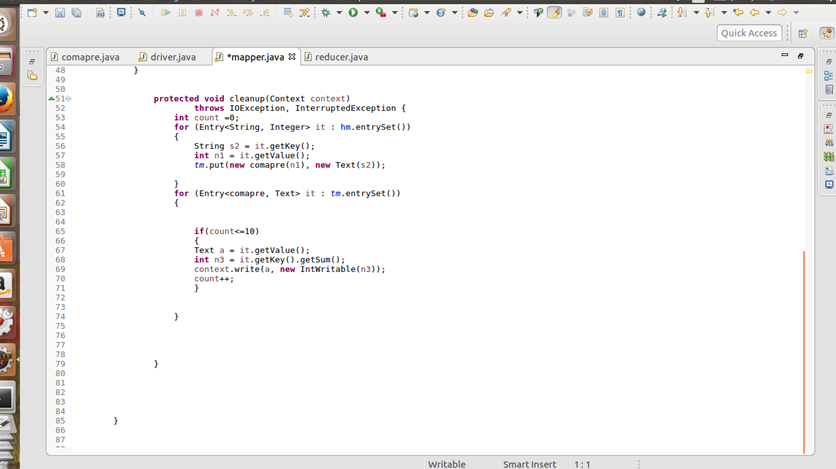 Quick Access
comapre.java driver.java *mapper.java reducer.java
48 }
49
50
51 protected void cleanup(Context context)
52 throws IOException, InterruptedException {
53 int count =0;
54 for (Entry<String, Integer> it : hm.entrySet())
55 {
56 String s2 = it.getKey();
57 int n1 = it.getValue();
58 tm.put(new comapre(n1), new Text(s2));
59
60 }
61 for (Entry<comapre, Text> it : tm.entrySet())
62 {
63
64
65 if(count<=10)
66 {
67 Text a = it.getValue();
68 int n3 = it.getKey().getSum();
69 context.write(a, new IntWritable(n3));
70 count++;
71 }
72
73
74 }
75
76
77
78
79 }
80
81
82
83
84
85 }
86
87
Writable Smart Insert 1 : 1